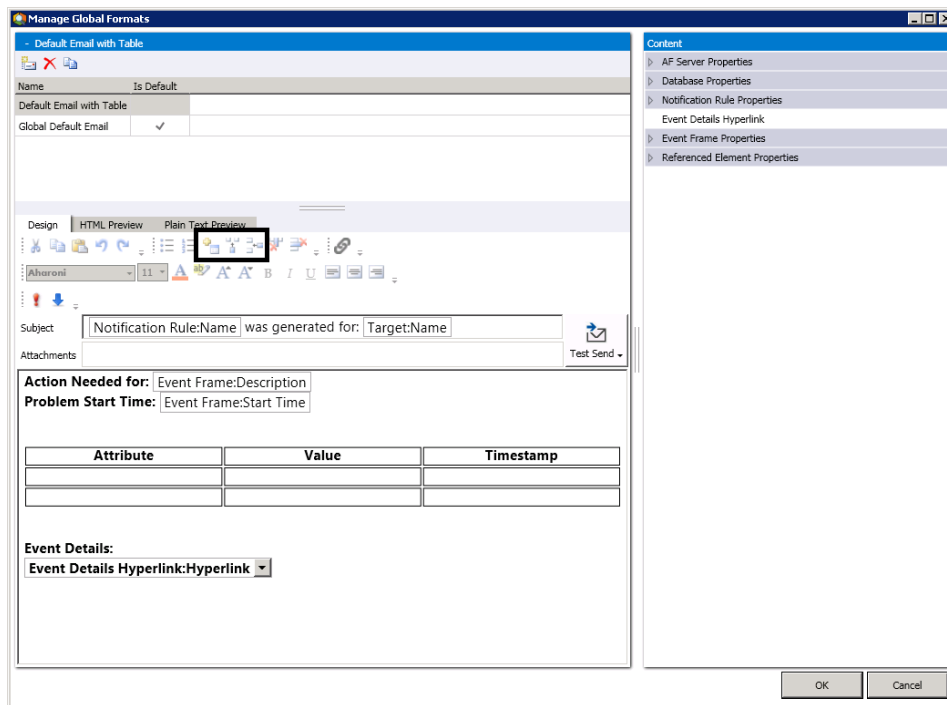 Manage Global Formats
- Default Email with Table
Name Is Default
Default Email with Table
Global Default Email
Design HTML Preview Plain Text Preview
Aharoni 11 A ab A A B I U
Subject Notification Rule:Name was generated for: Target:Name
Attachments
Test Send
Action Needed for: Event Frame:Description
Problem Start Time: Event Frame:Start Time
Attribute Value Timestamp
Event Details:
Event Details Hyperlink:Hyperlink
Content
AF Server Properties
Database Properties
Notification Rule Properties
Event Details Hyperlink
Event Frame Properties
Referenced Element Properties
OK Cancel